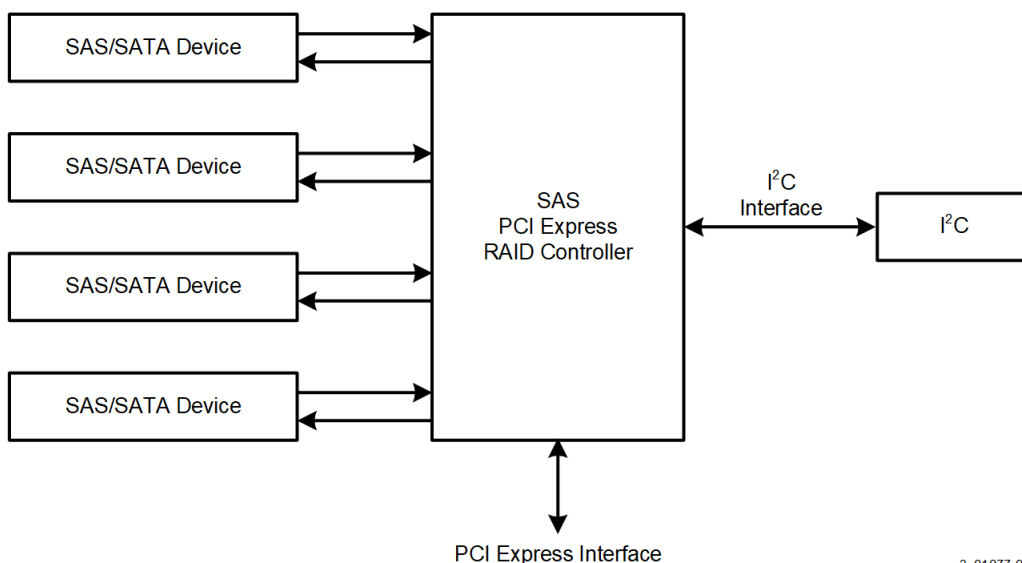 SAS/SATA Device
SAS/SATA Device
SAS/SATA Device
SAS/SATA Device
SAS
PCI Express
RAID Controller
I²C
Interface
I²C
PCI Express Interface